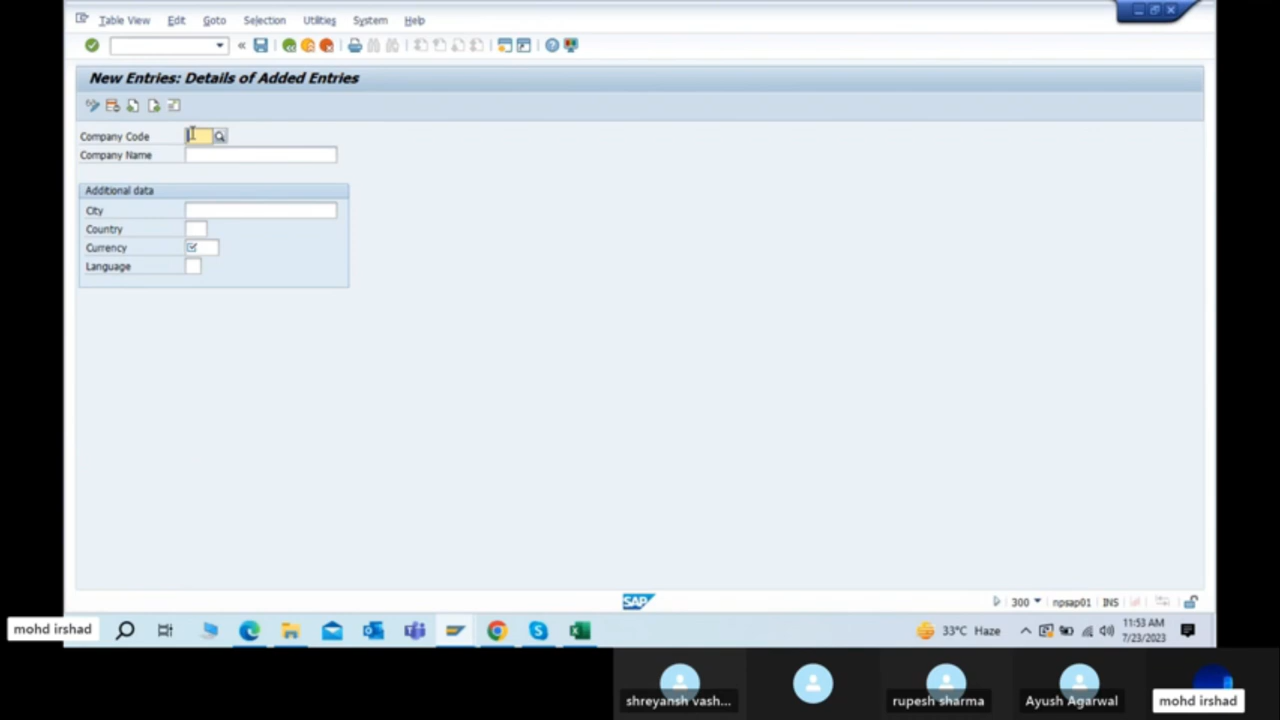 Table View Edit Goto Selection Utilities System Help
New Entries: Details of Added Entries
Company Code
Company Name
Additional data
City
Country
Currency
Language
SAP
300 npsap01 INS
mohd irshad
33°C Haze
11:53 AM
7/23/2023
shreyansh vash...
rupesh sharma
Ayush Agarwal
mohd irshad